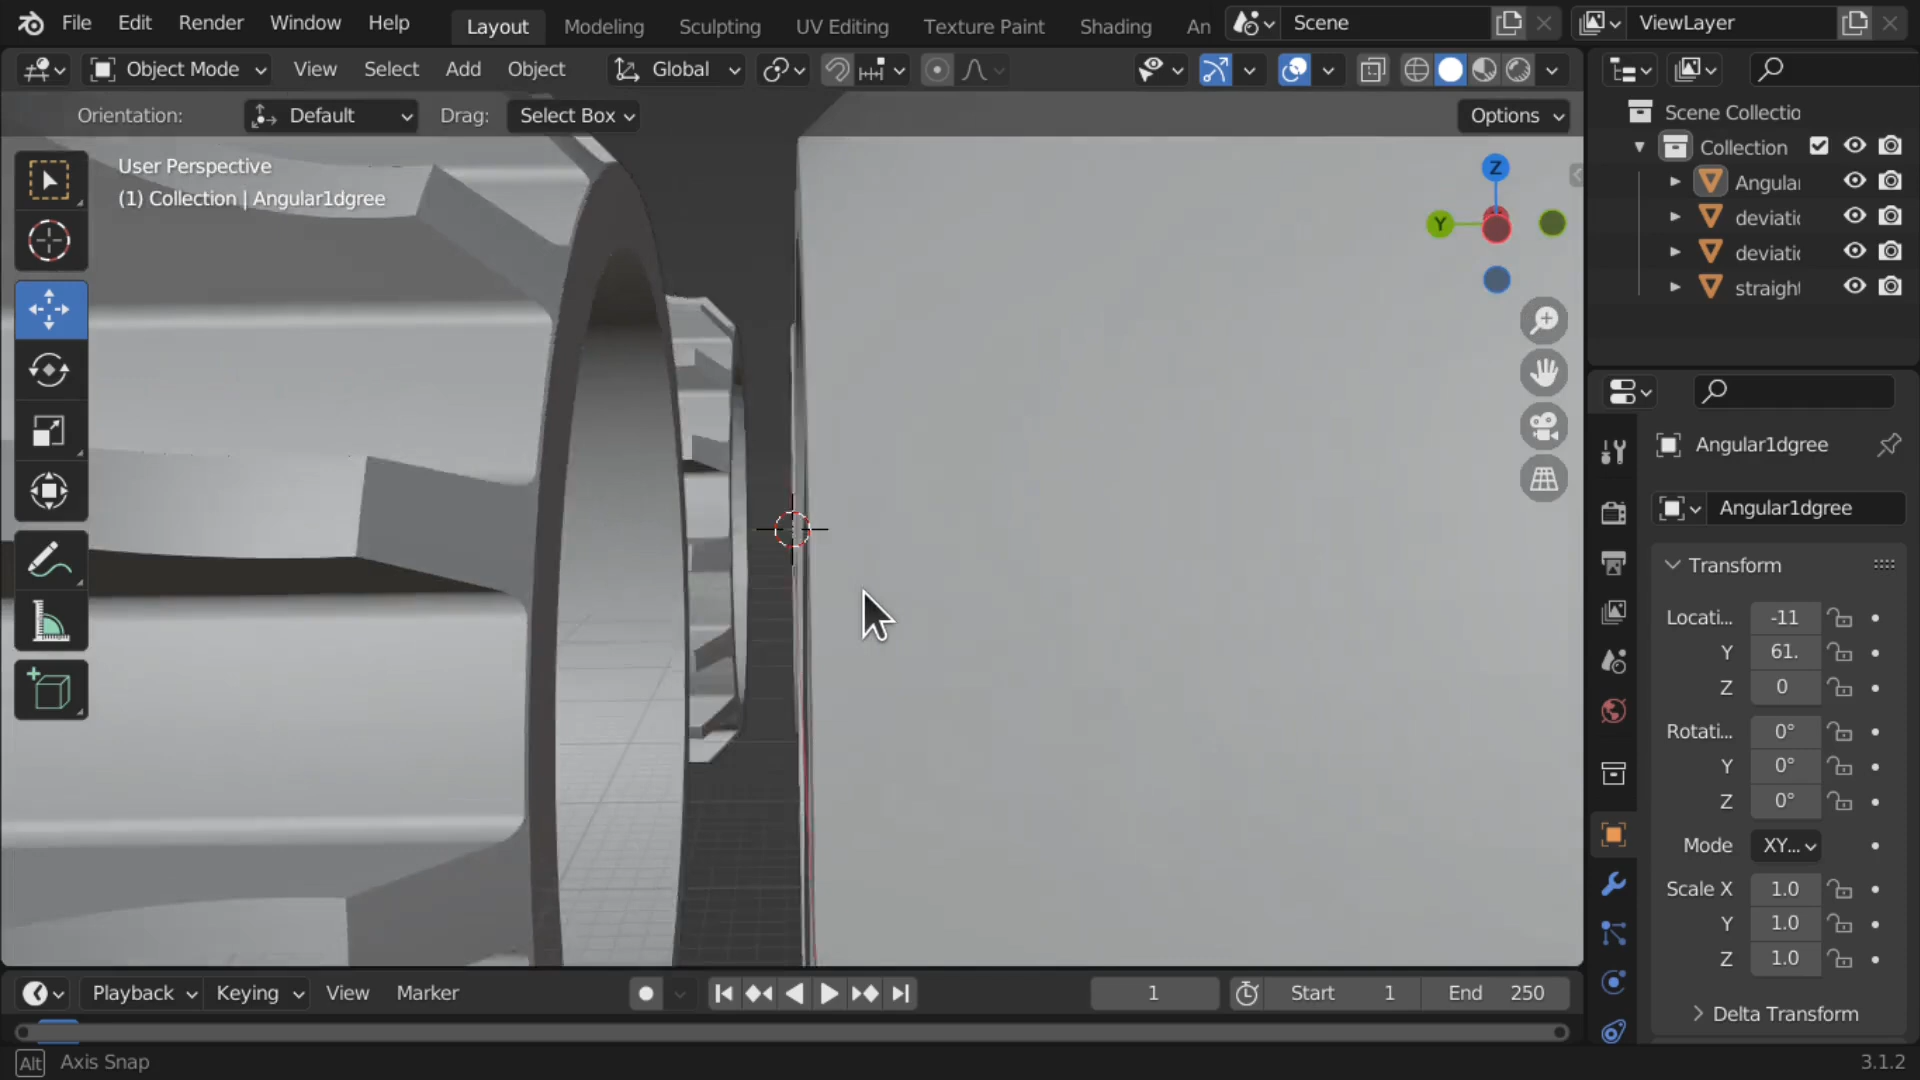 File Edit Render Window Help Layout Modeling Sculpting UV Editing Texture Paint Shading An Scene ViewLayer
Object Mode View Select Add Object Global
Orientation: Default Drag: Select Box Options
User Perspective
(1) Collection | Angular1dgree
Z
Y
Scene Collectio
Collection
Angular
deviatio
deviatio
straight
Angular1dgree
Angular1dgree
Transform
Locati... -11
Y 61.
Z 0
Rotati... 0°
Y 0°
Z 0°
Mode XY...
Scale X 1.0
Y 1.0
Z 1.0
Delta Transform
Playback Keying View Marker 1 Start 1 End 250
Alt Axis Snap 3.1.2